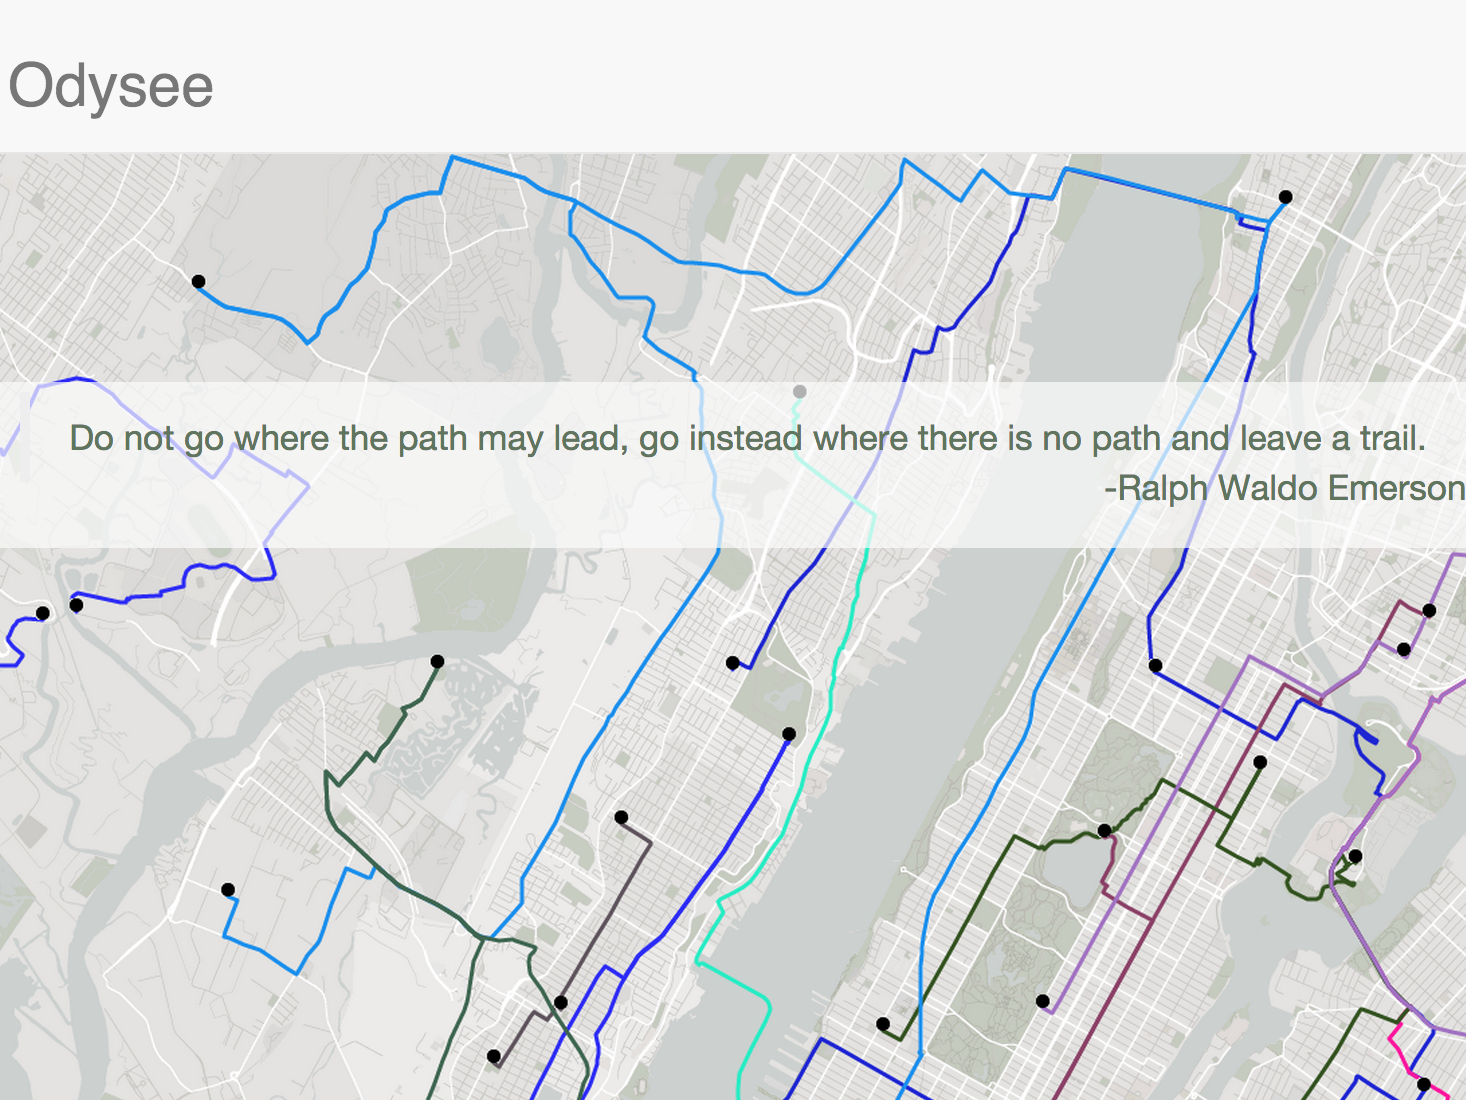 Odysee
Do not go where the path may lead, go instead where there is no path and leave a trail.
-Ralph Waldo Emerson